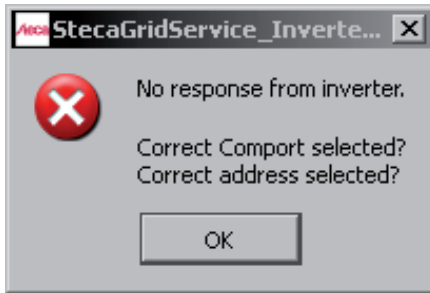 Steca
StecaGridService_Inverte...
No response from inverter.
Correct Comport selected?
Correct address selected?
OK